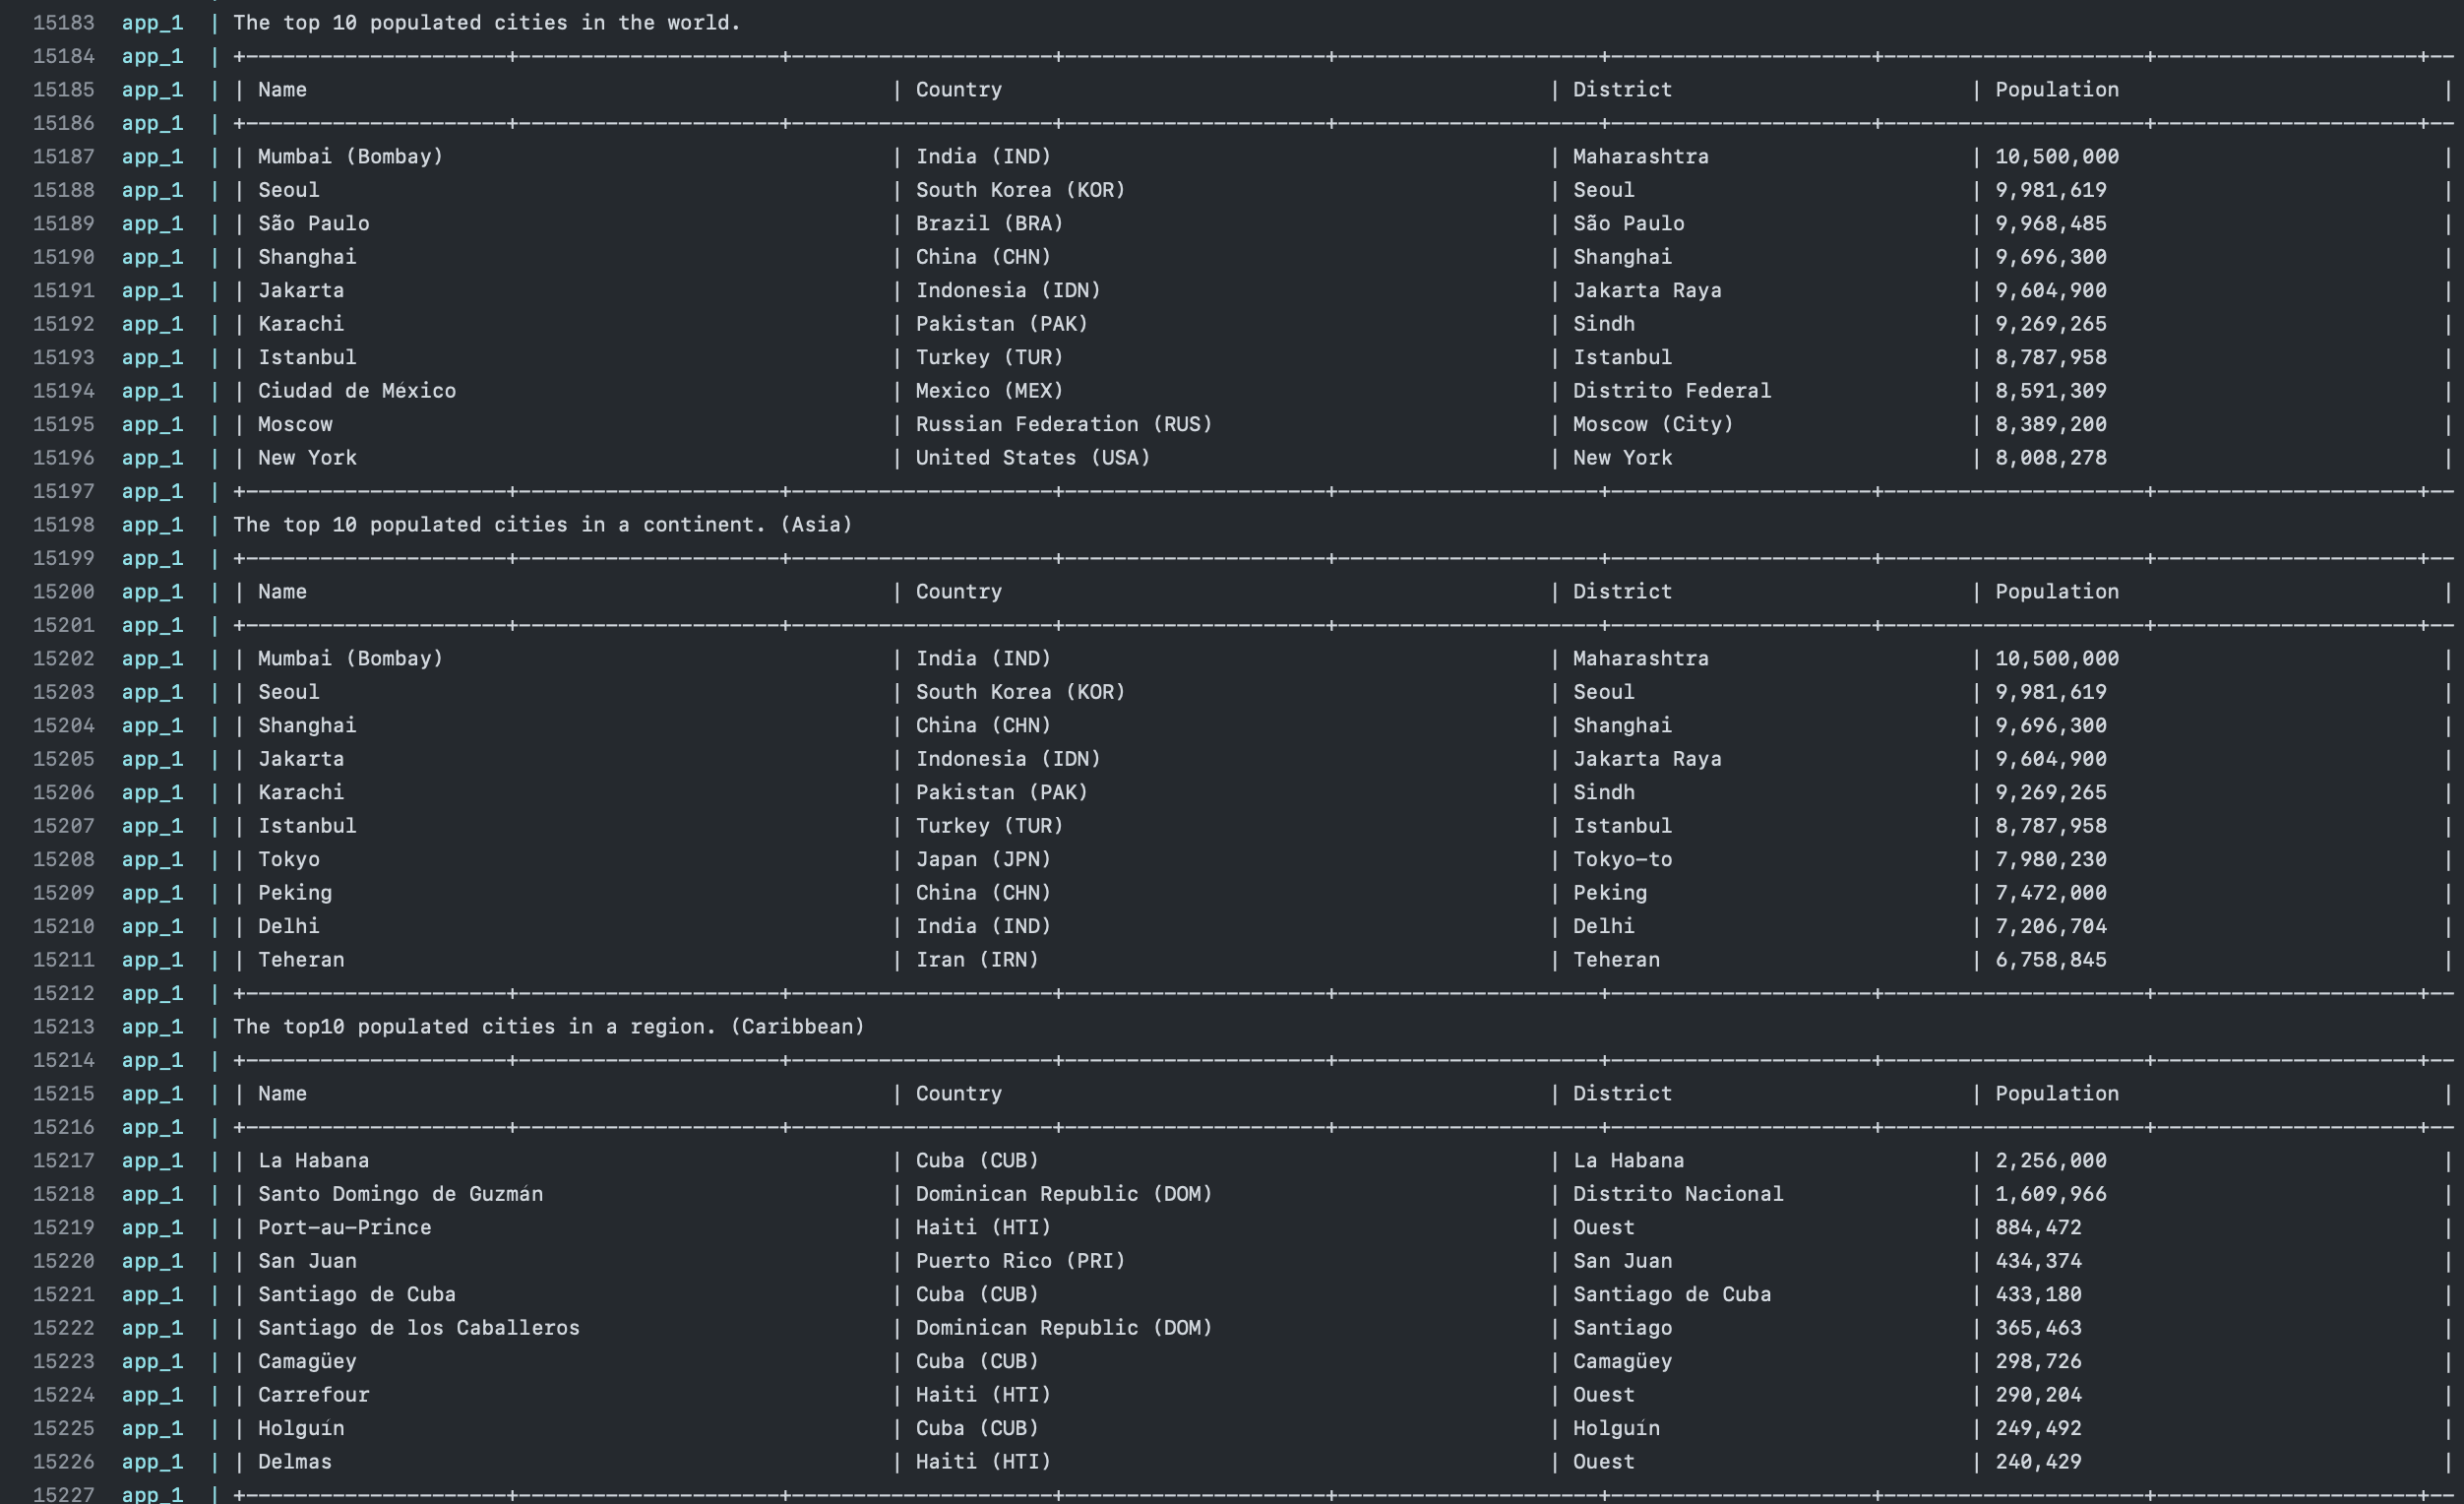 15183 app_1 | The top 10 populated cities in the world.
15184 app_1 | +---------------------+---------------------+---------------------+---------------------+---------------------+---------------------+---------------------+---------------------+--
15185 app_1 | | Name | Country | District | Population |
15186 app_1 | +---------------------+---------------------+---------------------+---------------------+---------------------+---------------------+---------------------+---------------------+--
15187 app_1 | | Mumbai (Bombay) | India (IND) | Maharashtra | 10,500,000 |
15188 app_1 | | Seoul | South Korea (KOR) | Seoul | 9,981,619 |
15189 app_1 | | São Paulo | Brazil (BRA) | São Paulo | 9,968,485 |
15190 app_1 | | Shanghai | China (CHN) | Shanghai | 9,696,300 |
15191 app_1 | | Jakarta | Indonesia (IDN) | Jakarta Raya | 9,604,900 |
15192 app_1 | | Karachi | Pakistan (PAK) | Sindh | 9,269,265 |
15193 app_1 | | Istanbul | Turkey (TUR) | Istanbul | 8,787,958 |
15194 app_1 | | Ciudad de México | Mexico (MEX) | Distrito Federal | 8,591,309 |
15195 app_1 | | Moscow | Russian Federation (RUS) | Moscow (City) | 8,389,200 |
15196 app_1 | | New York | United States (USA) | New York | 8,008,278 |
15197 app_1 | +---------------------+---------------------+---------------------+---------------------+---------------------+---------------------+---------------------+---------------------+--
15198 app_1 | The top 10 populated cities in a continent. (Asia)
15199 app_1 | +---------------------+---------------------+---------------------+---------------------+---------------------+---------------------+---------------------+---------------------+--
15200 app_1 | | Name | Country | District | Population |
15201 app_1 | +---------------------+---------------------+---------------------+---------------------+---------------------+---------------------+---------------------+---------------------+--
15202 app_1 | | Mumbai (Bombay) | India (IND) | Maharashtra | 10,500,000 |
15203 app_1 | | Seoul | South Korea (KOR) | Seoul | 9,981,619 |
15204 app_1 | | Shanghai | China (CHN) | Shanghai | 9,696,300 |
15205 app_1 | | Jakarta | Indonesia (IDN) | Jakarta Raya | 9,604,900 |
15206 app_1 | | Karachi | Pakistan (PAK) | Sindh | 9,269,265 |
15207 app_1 | | Istanbul | Turkey (TUR) | Istanbul | 8,787,958 |
15208 app_1 | | Tokyo | Japan (JPN) | Tokyo-to | 7,980,230 |
15209 app_1 | | Peking | China (CHN) | Peking | 7,472,000 |
15210 app_1 | | Delhi | India (IND) | Delhi | 7,206,704 |
15211 app_1 | | Teheran | Iran (IRN) | Teheran | 6,758,845 |
15212 app_1 | +---------------------+---------------------+---------------------+---------------------+---------------------+---------------------+---------------------+---------------------+--
15213 app_1 | The top10 populated cities in a region. (Caribbean)
15214 app_1 | +---------------------+---------------------+---------------------+---------------------+---------------------+---------------------+---------------------+---------------------+--
15215 app_1 | | Name | Country | District | Population |
15216 app_1 | +---------------------+---------------------+---------------------+---------------------+---------------------+---------------------+---------------------+---------------------+--
15217 app_1 | | La Habana | Cuba (CUB) | La Habana | 2,256,000 |
15218 app_1 | | Santo Domingo de Guzmán | Dominican Republic (DOM) | Distrito Nacional | 1,609,966 |
15219 app_1 | | Port-au-Prince | Haiti (HTI) | Ouest | 884,472 |
15220 app_1 | | San Juan | Puerto Rico (PRI) | San Juan | 434,374 |
15221 app_1 | | Santiago de Cuba | Cuba (CUB) | Santiago de Cuba | 433,180 |
15222 app_1 | | Santiago de los Caballeros | Dominican Republic (DOM) | Santiago | 365,463 |
15223 app_1 | | Camagüey | Cuba (CUB) | Camagüey | 298,726 |
15224 app_1 | | Carrefour | Haiti (HTI) | Ouest | 290,204 |
15225 app_1 | | Holguín | Cuba (CUB) | Holguín | 249,492 |
15226 app_1 | | Delmas | Haiti (HTI) | Ouest | 240,429 |
15227 app_1 | +---------------------+---------------------+---------------------+---------------------+---------------------+---------------------+---------------------+---------------------+--